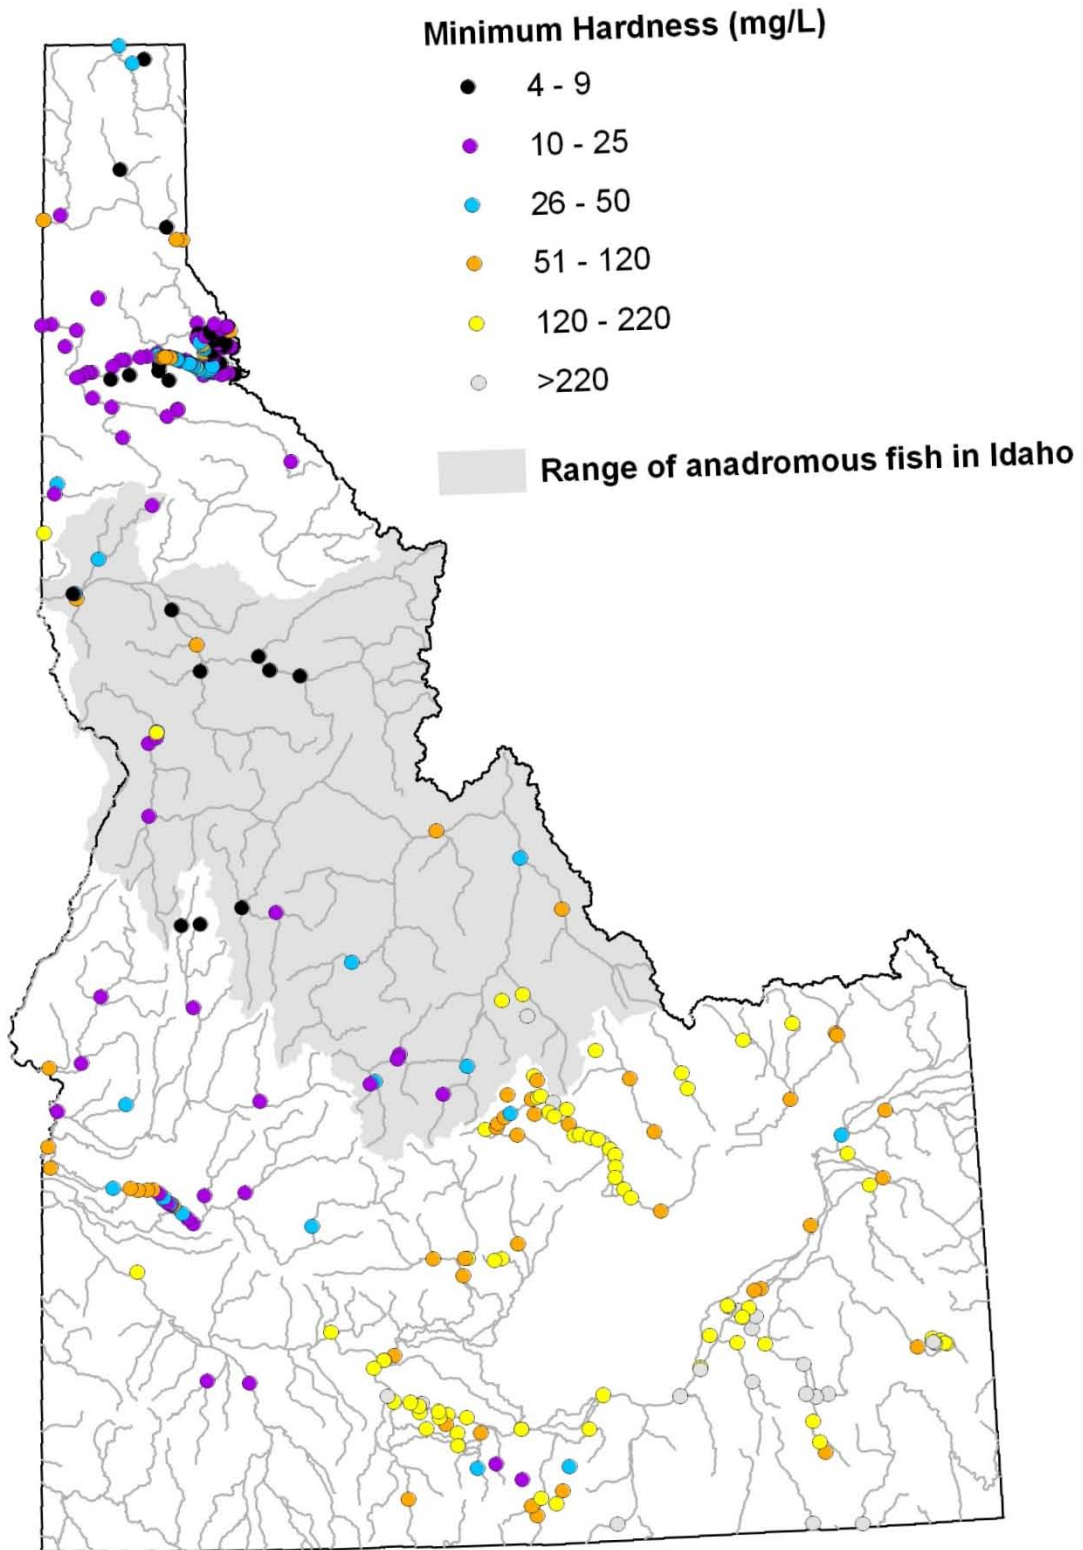 Minimum Hardness (mg/L)
4 - 9
10 - 25
26 - 50
51 - 120
120 - 220
>220
Range of anadromous fish in Idaho